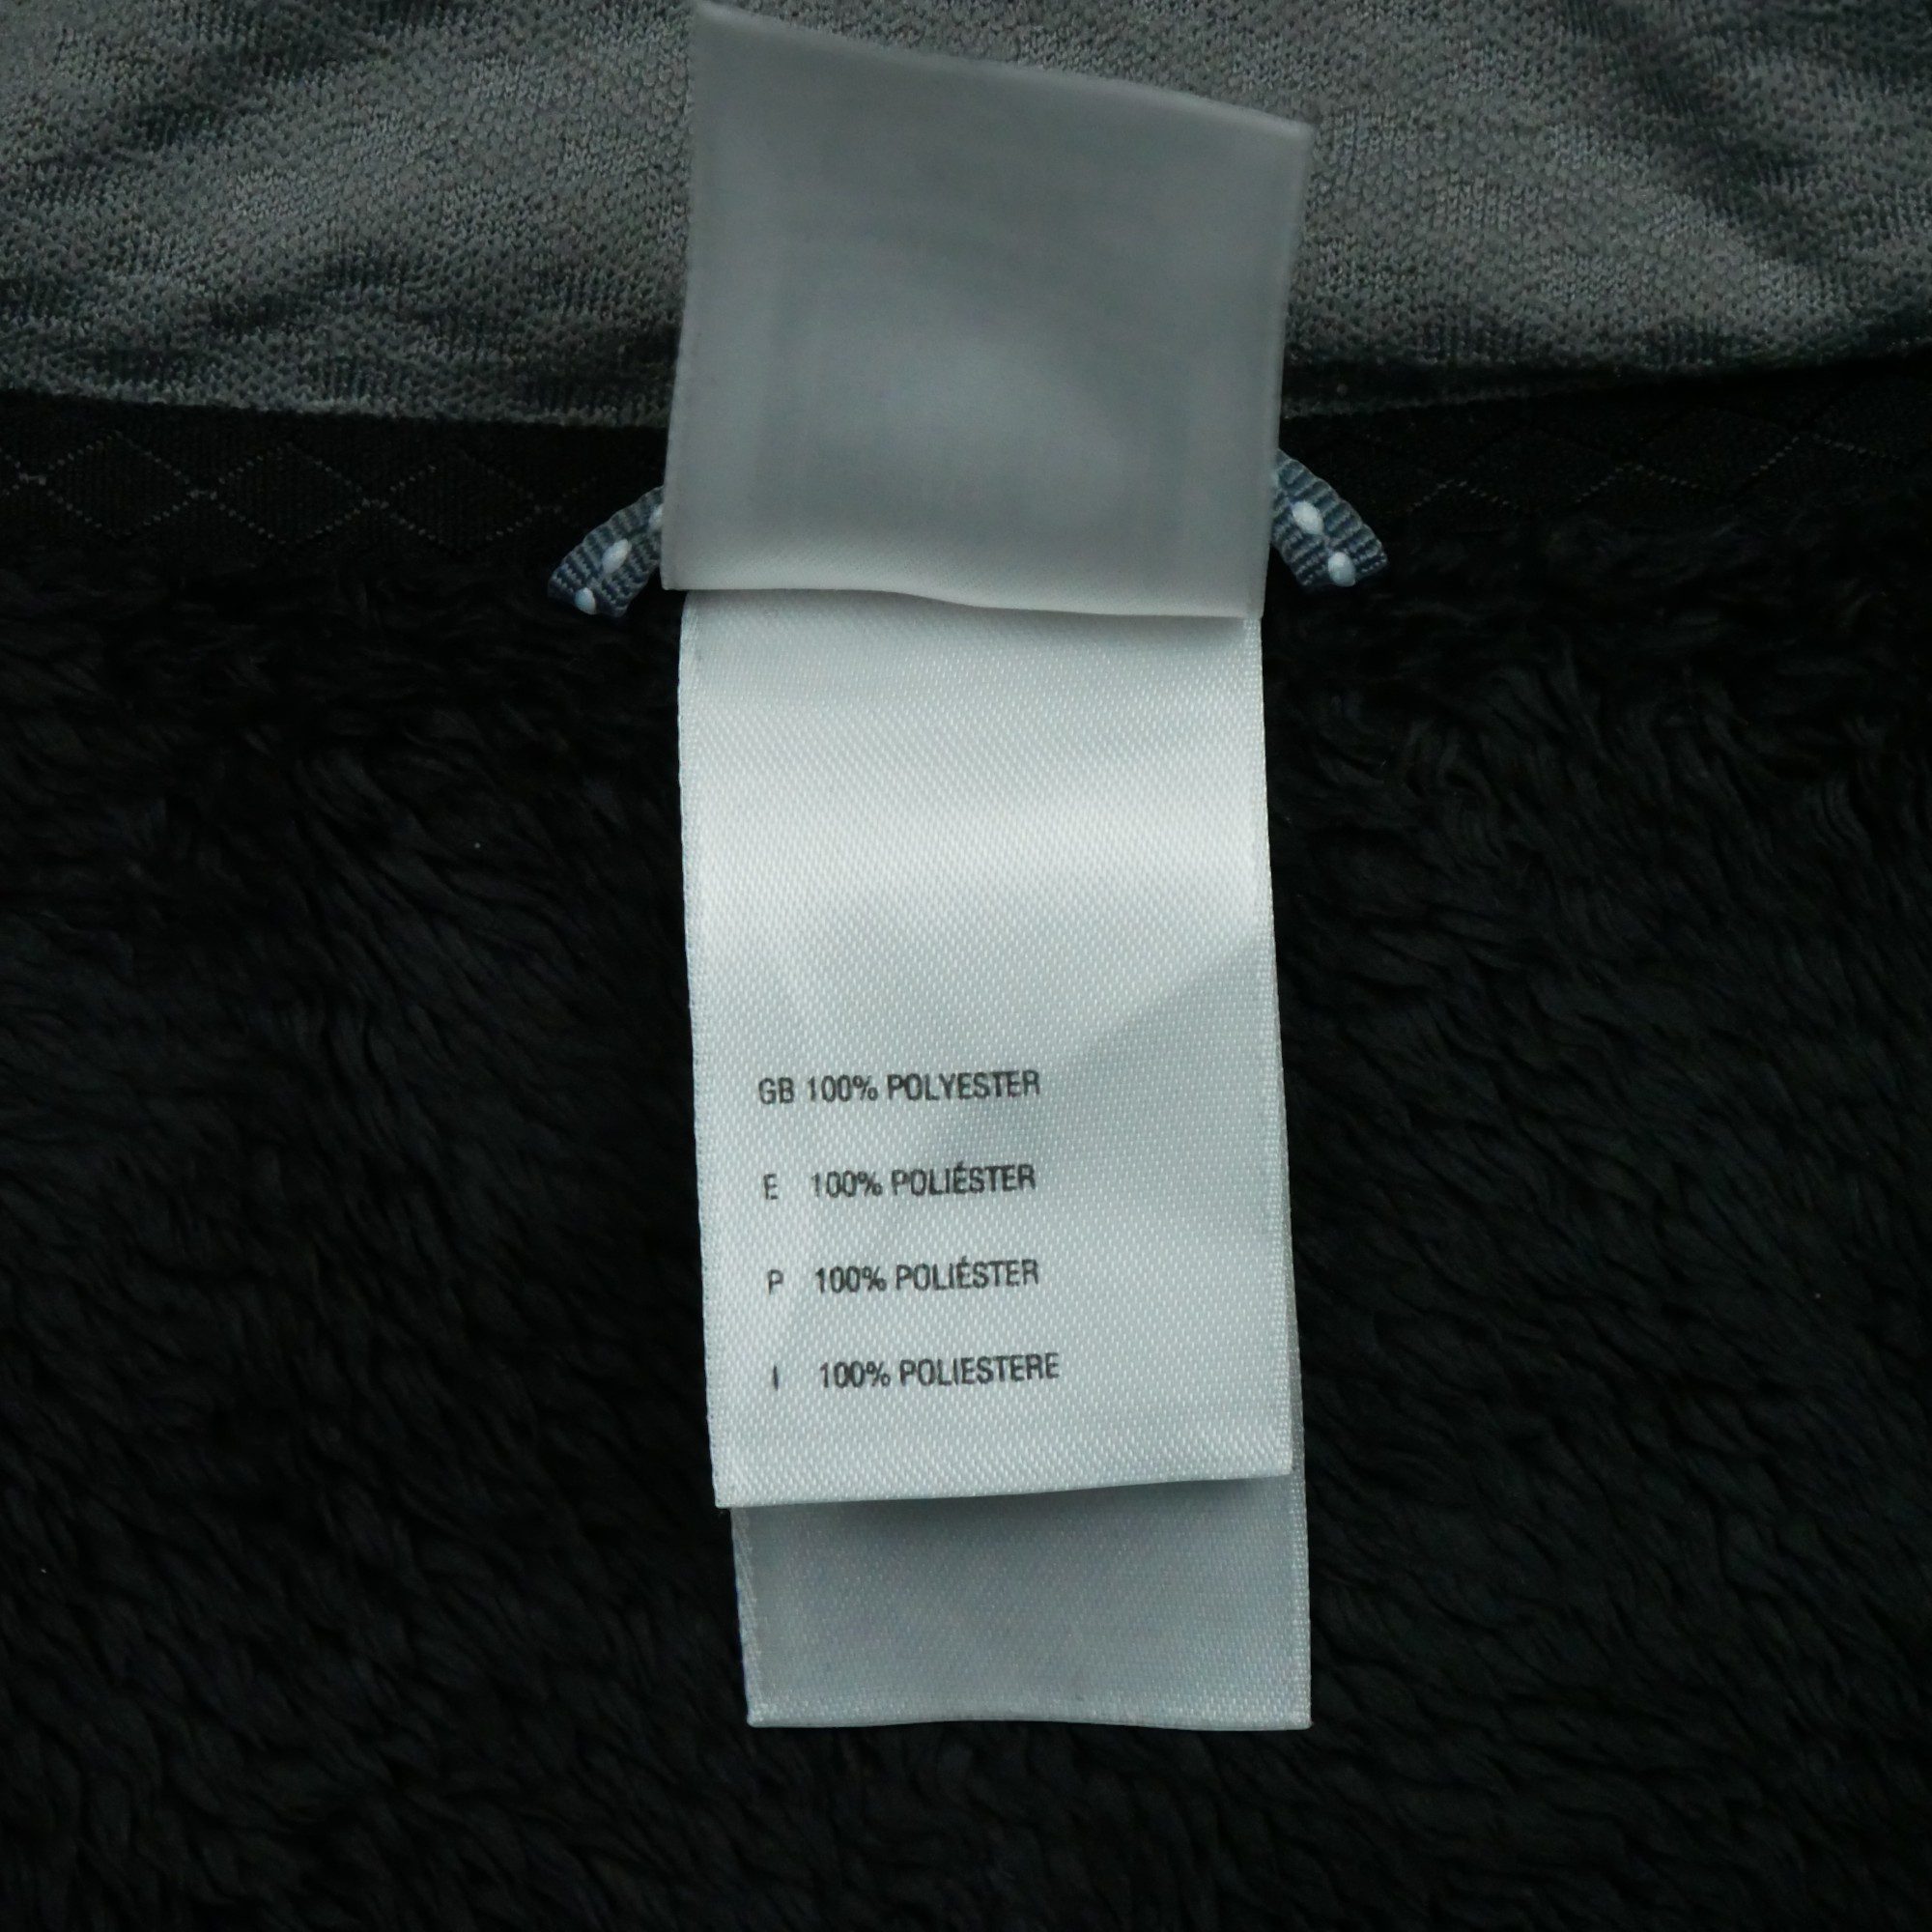 GB 100% POLYESTER
E 100% POLIÉSTER
P 100% POLIÉSTER
I 100% POLIESTERE